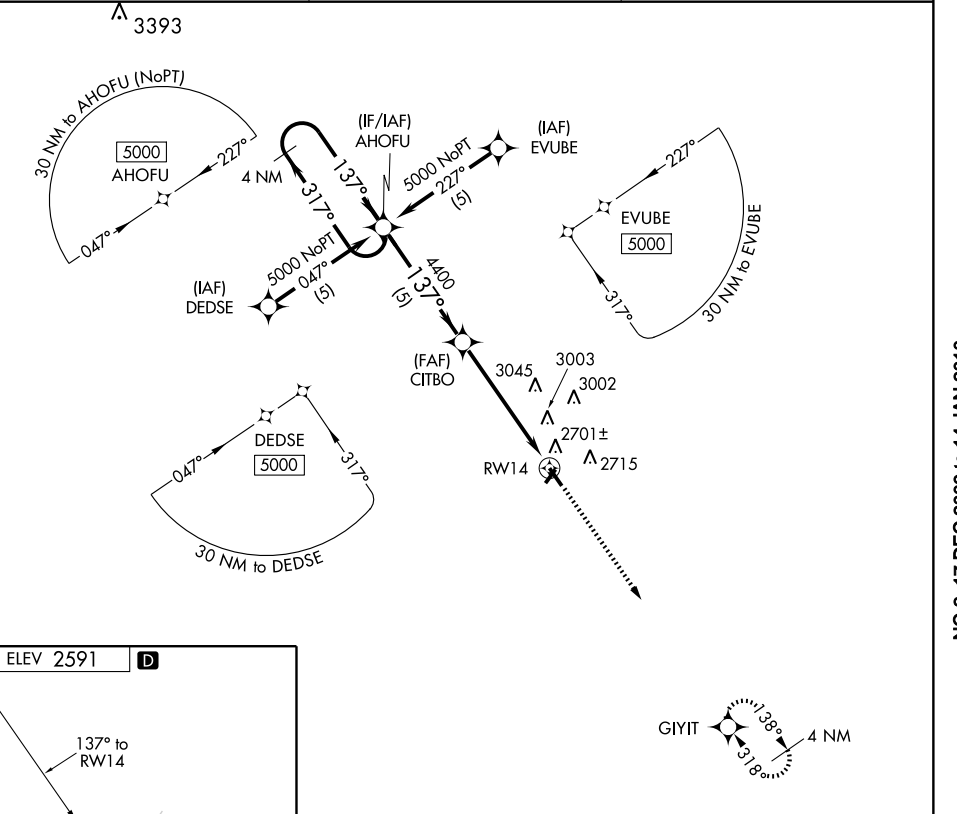 3393
30 NM to AHOFU (NoPT)
5000
AHOFU
227°
047°
4 NM
137°
317°
(IF/IAF)
AHOFU
(IAF)
EVUBE
5000 NoPT
227°
(5)
5000 NoPT
047°
(5)
(IAF)
DEDSE
4400
137°
(5)
(FAF)
CITBO
227°
EVUBE
5000
317°
30 NM to EVUBE
3045
3003
3002
2701±
2715
RW14
DEDSE
5000
047°
317°
30 NM to DEDSE
ELEV 2591
D
137° to
RW14
GIYIT
138°
318°
4 NM